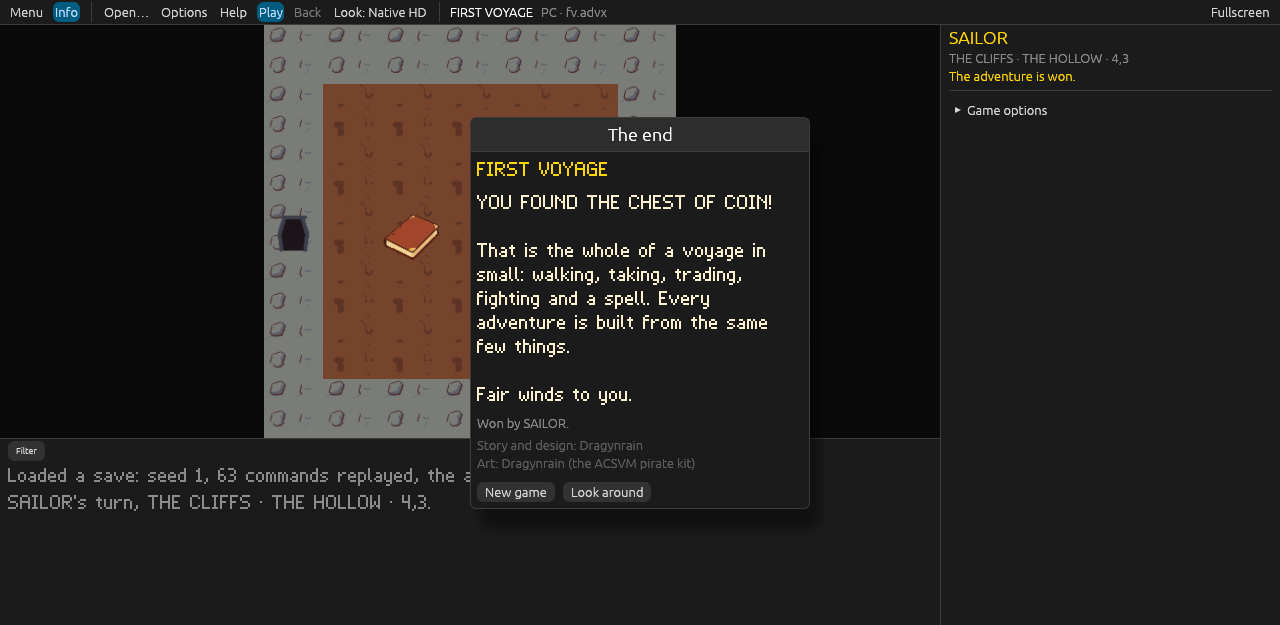 Menu Info Open… Options Help Play Back Look: Native HD FIRST VOYAGE PC · fv.advx Fullscreen
SAILOR
THE CLIFFS · THE HOLLOW · 4,3
The adventure is won.
Game options
The end
FIRST VOYAGE
YOU FOUND THE CHEST OF COIN!
That is the whole of a voyage in
small: walking, taking, trading,
fighting and a spell. Every
adventure is built from the same
few things.
Fair winds to you.
Won by SAILOR.
Story and design: Dragynrain
Art: Dragynrain (the ACSVM pirate kit)
New game Look around
Filter
Loaded a save: seed 1, 63 commands replayed, the
SAILOR's turn, THE CLIFFS · THE HOLLOW · 4,3.